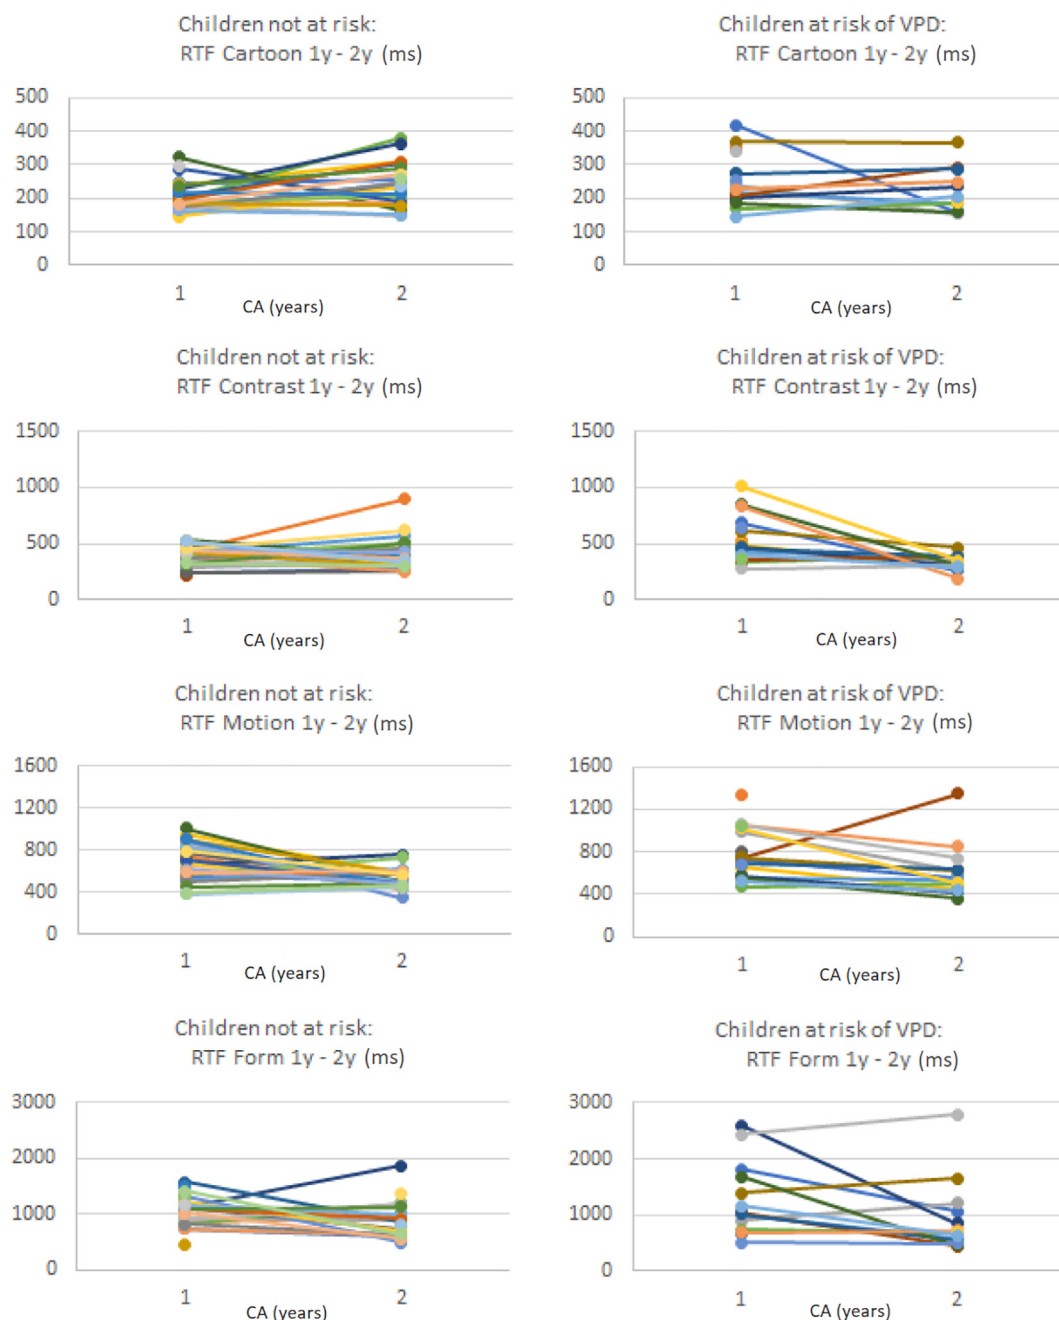 Children not at risk:
RTF Cartoon 1y - 2y (ms)
500
400
300
200
100
0
1
2
CA (years)
Children at risk of VPD:
RTF Cartoon 1y - 2y (ms)
500
400
300
200
100
0
1
2
CA (years)
Children not at risk:
RTF Contrast 1y - 2y (ms)
1500
1000
500
0
1
2
CA (years)
Children at risk of VPD:
RTF Contrast 1y - 2y (ms)
1500
1000
500
0
1
2
CA (years)
Children not at risk:
RTF Motion 1y - 2y (ms)
1600
1200
800
400
0
1
2
CA (years)
Children at risk of VPD:
RTF Motion 1y - 2y (ms)
1600
1200
800
400
0
1
2
CA (years)
Children not at risk:
RTF Form 1y - 2y (ms)
3000
2000
1000
0
1
2
CA (years)
Children at risk of VPD:
RTF Form 1y - 2y (ms)
3000
2000
1000
0
1
2
CA (years)